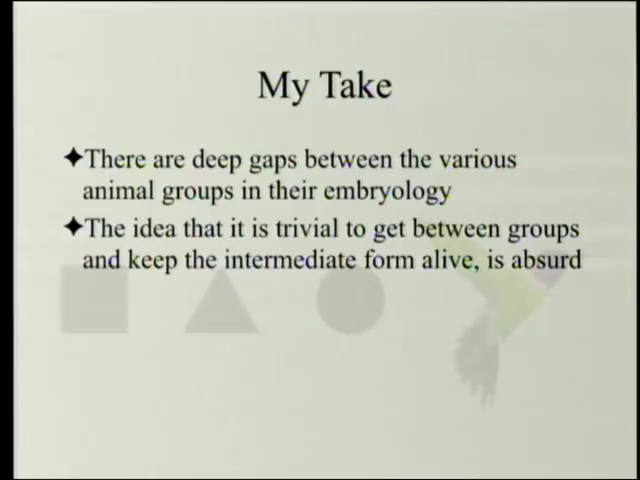 My Take
✦There are deep gaps between the various
animal groups in their embryology
✦The idea that it is trivial to get between groups
and keep the intermediate form alive, is absurd